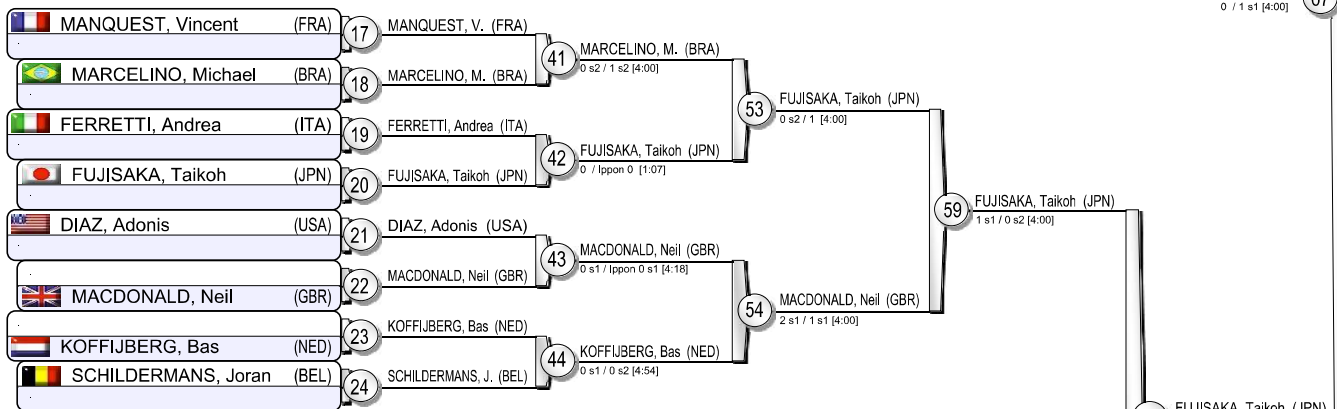 0 / 1 s1 [4:00]
67
MANQUEST, Vincent (FRA)
17
MANQUEST, V. (FRA)
.
41
MARCELINO, M. (BRA)
0 s2 / 1 s2 [4:00]
MARCELINO, Michael (BRA)
18
MARCELINO, M. (BRA)
.
53
FUJISAKA, Taikoh (JPN)
0 s2 / 1 [4:00]
FERRETTI, Andrea (ITA)
19
FERRETTI, Andrea (ITA)
.
42
FUJISAKA, Taikoh (JPN)
0 / Ippon 0 [1:07]
FUJISAKA, Taikoh (JPN)
20
FUJISAKA, Taikoh (JPN)
.
59
FUJISAKA, Taikoh (JPN)
1 s1 / 0 s2 [4:00]
DIAZ, Adonis (USA)
21
DIAZ, Adonis (USA)
.
43
MACDONALD, Neil (GBR)
0 s1 / Ippon 0 s1 [4:18]
.
MACDONALD, Neil (GBR)
22
MACDONALD, Neil (GBR)
54
MACDONALD, Neil (GBR)
2 s1 / 1 s1 [4:00]
.
KOFFIJBERG, Bas (NED)
23
KOFFIJBERG, Bas (NED)
44
KOFFIJBERG, Bas (NED)
0 s1 / 0 s2 [4:54]
SCHILDERMANS, Joran (BEL)
24
SCHILDERMANS, J. (BEL)
.
FUJISAKA, Taikoh (JPN)